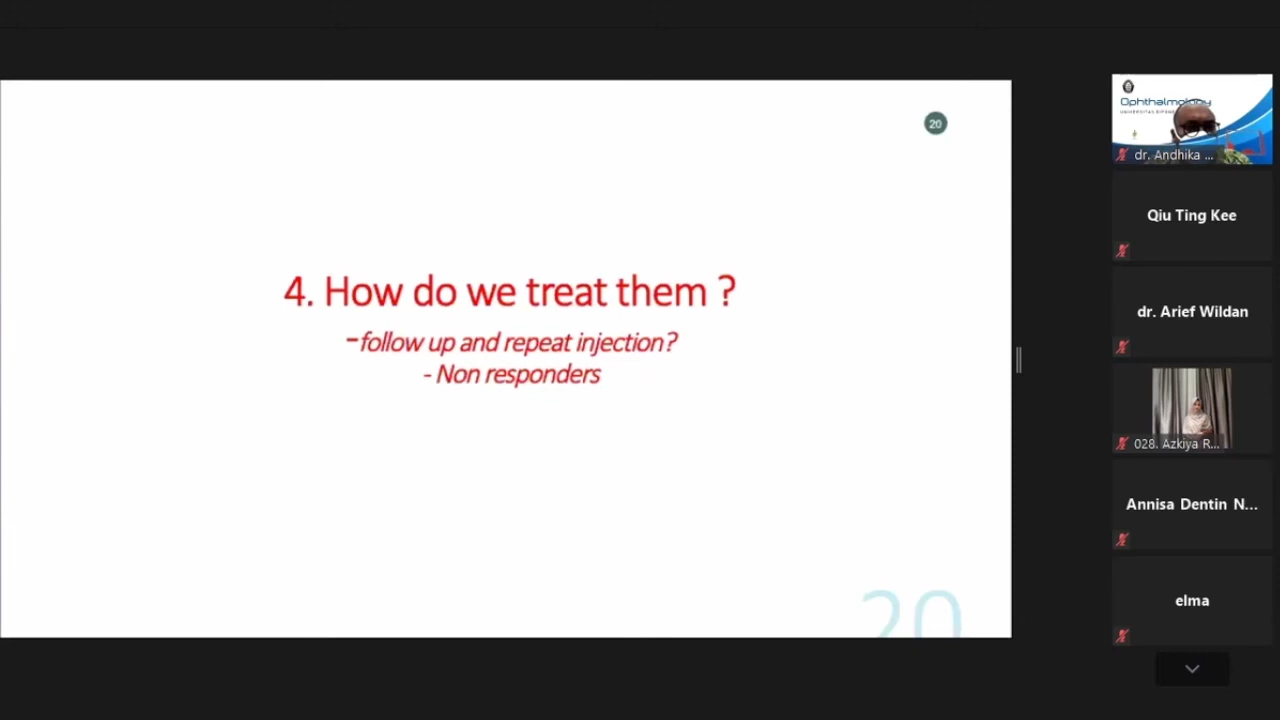 20
4. How do we treat them ?
-follow up and repeat injection?
- Non responders
20
Ophthalmology
dr. Andhika ...
Qiu Ting Kee
dr. Arief Wildan
028. Azkiya R...
Annisa Dentin N...
elma